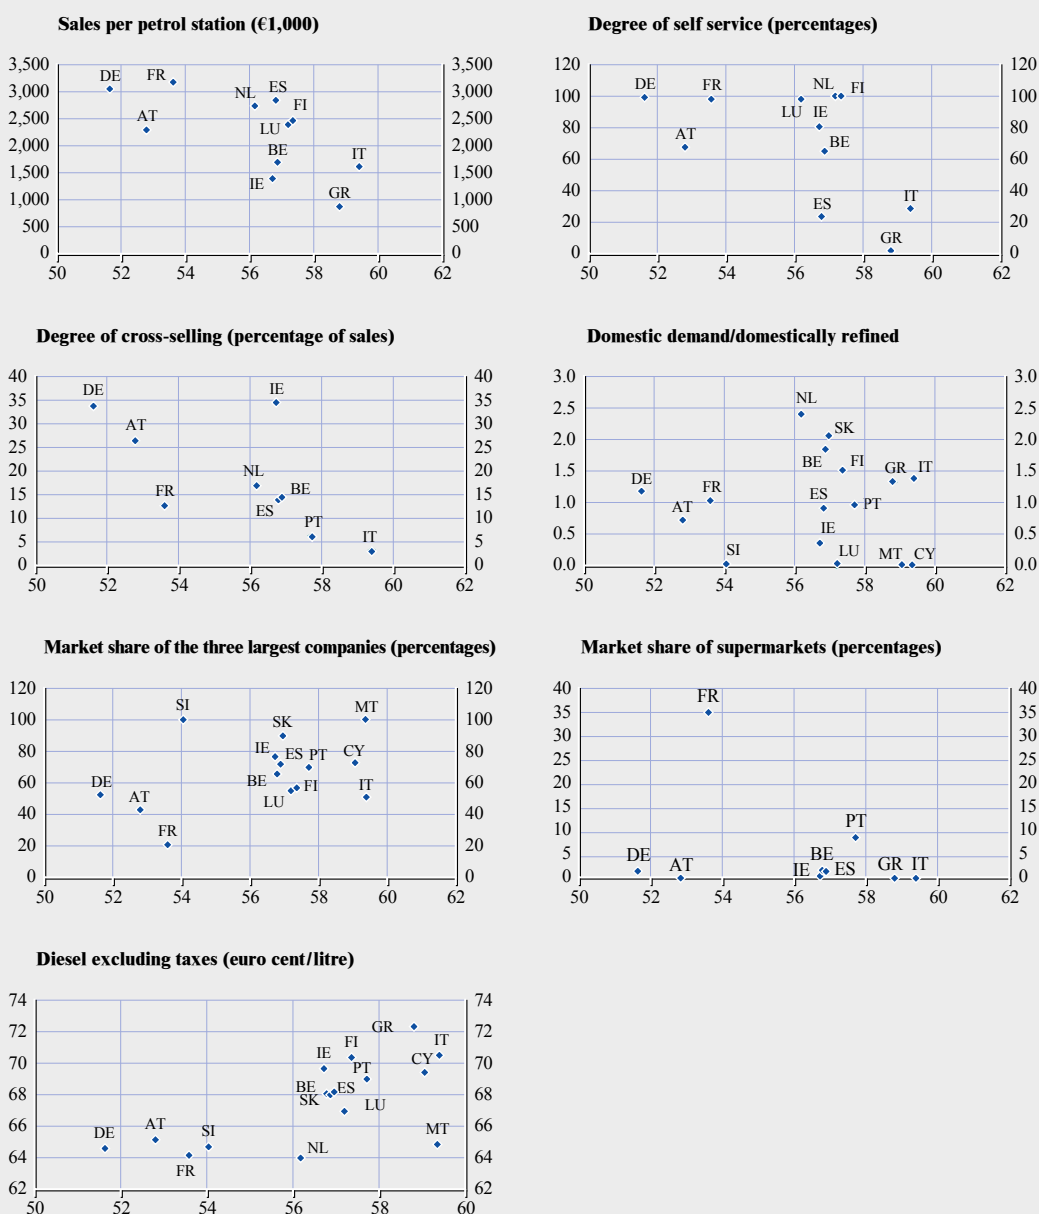 Sales per petrol station (€1,000)
3,500 3,500
3,000 3,000
2,500 2,500
2,000 2,000
1,500 1,500
1,000 1,000
500 500
0 0
50 52 54 56 58 60 62
DE FR NL ES FI AT LU BE IE IT GR
Degree of self service (percentages)
120 120
100 100
80 80
60 60
40 40
20 20
0 0
50 52 54 56 58 60 62
DE FR NL FI LU IE AT BE ES IT GR
Degree of cross-selling (percentage of sales)
40 40
35 35
30 30
25 25
20 20
15 15
10 10
5 5
0 0
50 52 54 56 58 60 62
DE IE AT NL FR BE ES PT IT
Domestic demand/domestically refined
3.0 3.0
2.5 2.5
2.0 2.0
1.5 1.5
1.0 1.0
0.5 0.5
0.0 0.0
50 52 54 56 58 60 62
NL SK BE FI GR IT DE FR ES PT AT IE SI LU MT CY
Market share of the three largest companies (percentages)
120 120
100 100
80 80
60 60
40 40
20 20
0 0
50 52 54 56 58 60 62
SI MT SK IE ES PT CY BE DE FI IT LU AT FR
Market share of supermarkets (percentages)
40 40
35 35
30 30
25 25
20 20
15 15
10 10
5 5
0 0
50 52 54 56 58 60 62
FR PT DE BE AT IE ES GR IT
Diesel excluding taxes (euro cent/litre)
74 74
72 72
70 70
68 68
66 66
64 64
62 62
50 52 54 56 58 60
GR FI IT IE CY PT BE ES SK LU AT SI DE MT NL FR